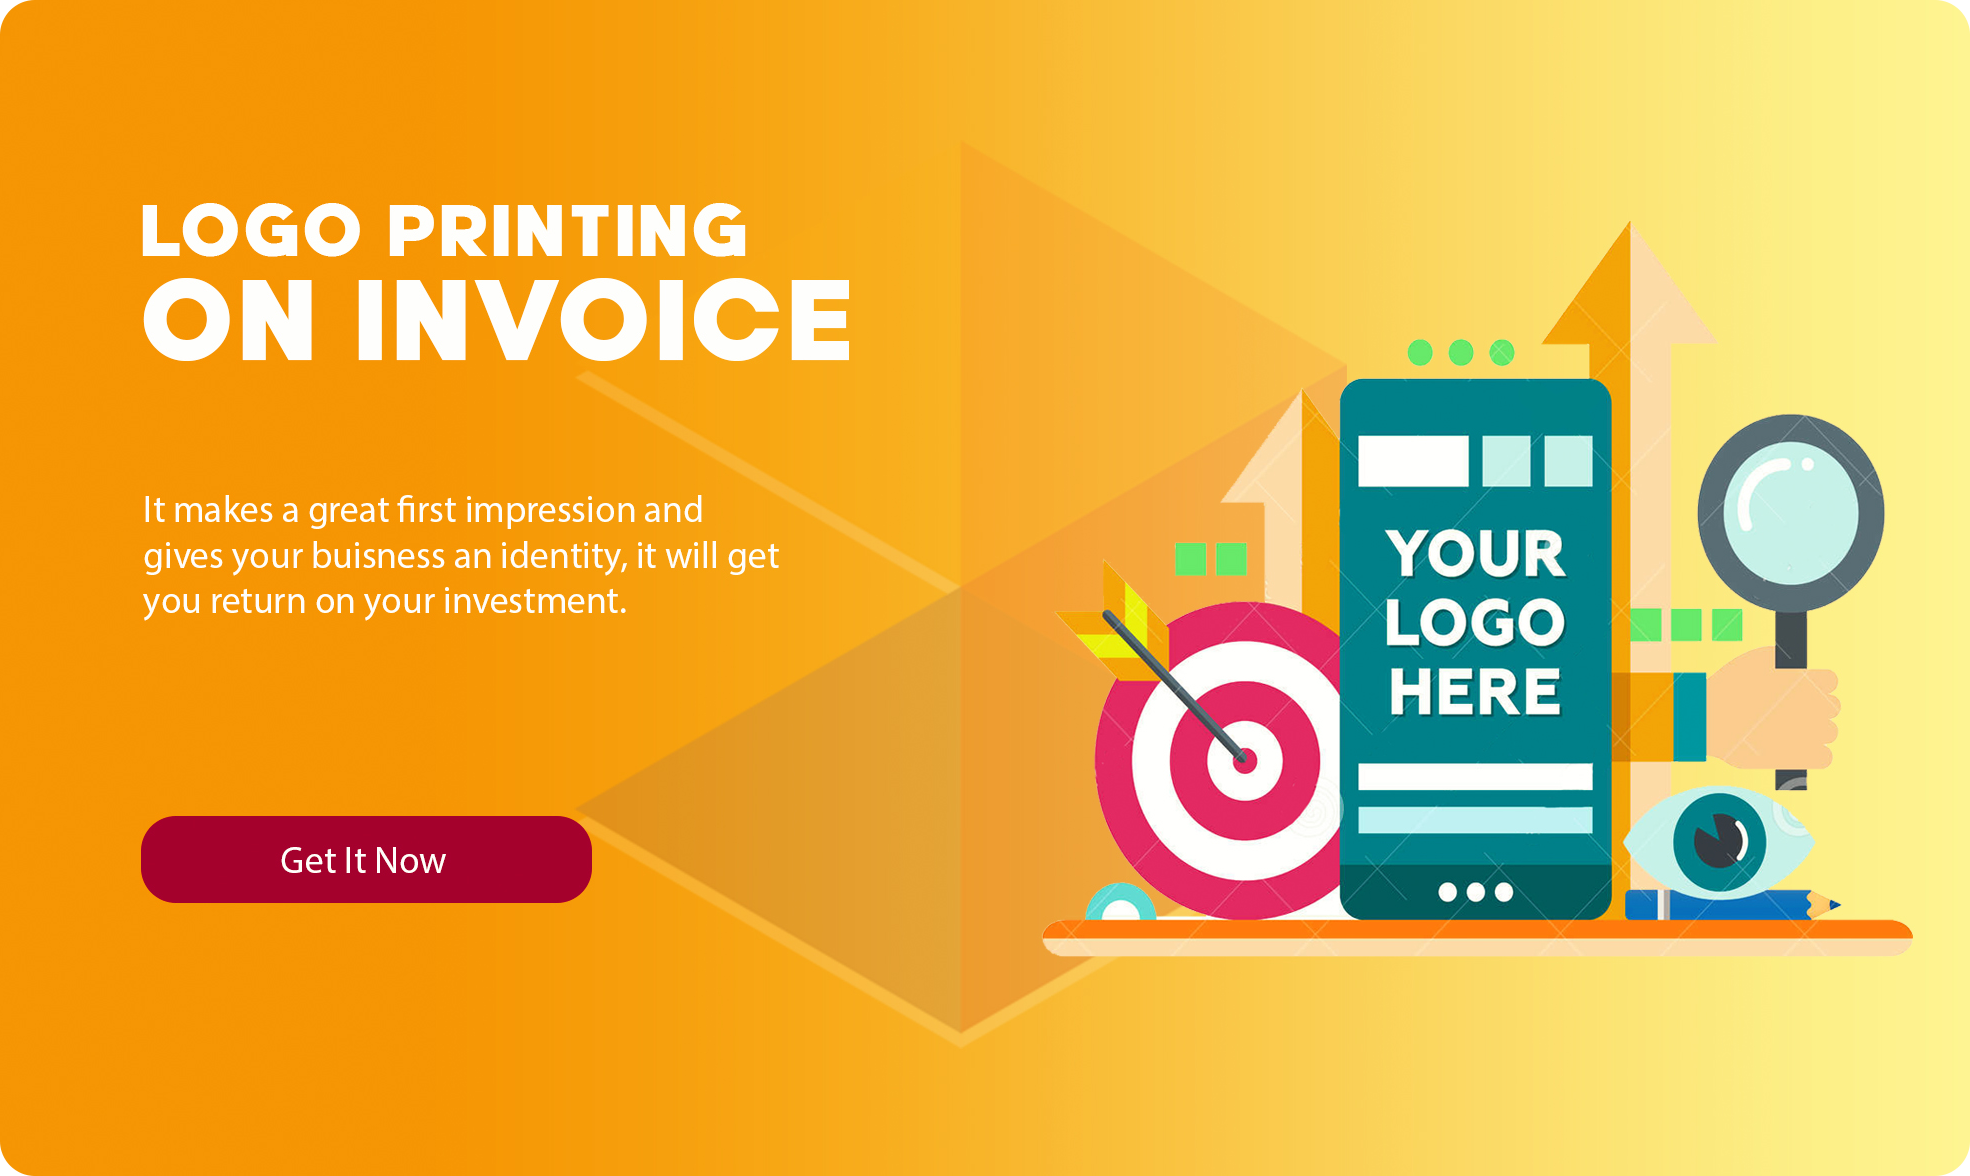 LOGO PRINTING
ON INVOICE
It makes a great first impression and
gives your buisness an identity, it will get
you return on your investment.
Get It Now
YOUR
LOGO
HERE